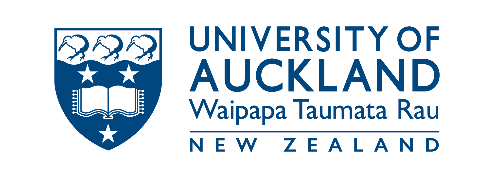 UNIVERSITY OF
AUCKLAND
Waipapa Taumata Rau
NEW ZEALAND